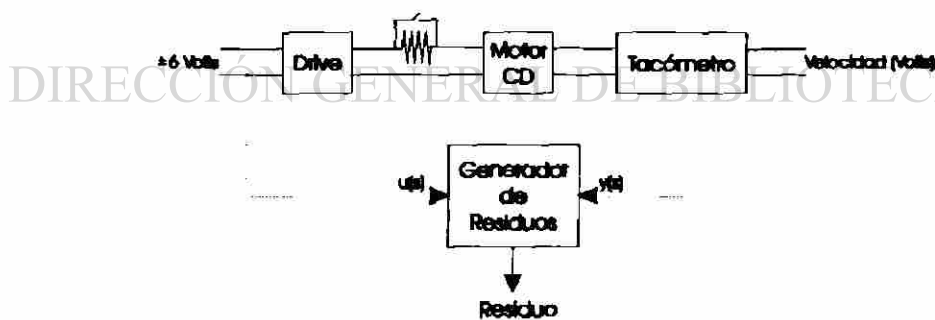 ±6 Volts
Drive
Motor
CD
Tacómetro
Velocidad (Volts)
DIRECCIÓN GENERAL DE BIBLIOTEC
u(s)
Generador
de
Residuos
y(s)
Residuo